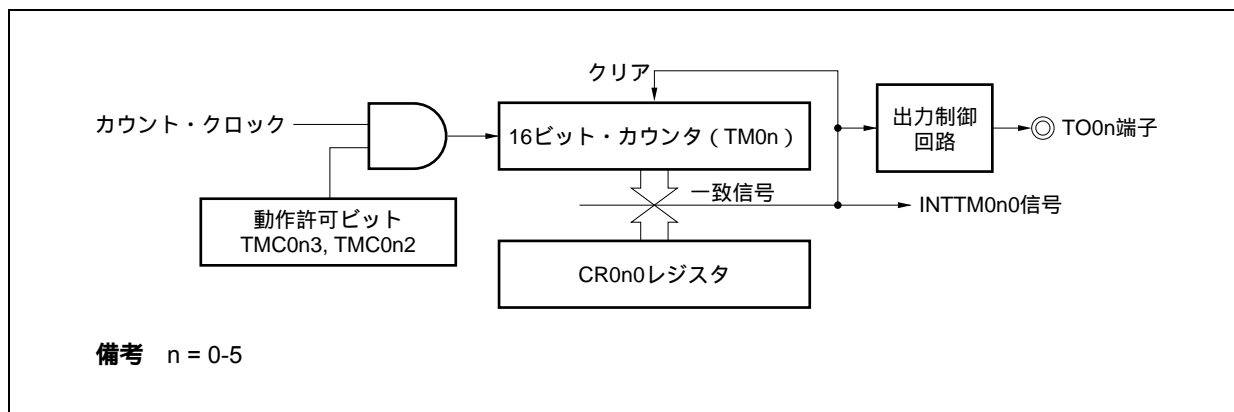 クリア
カウント・クロック
16ビット・カウンタ（TM0n）
出力制御
回路
TO0n端子
一致信号
INTTM0n0信号
動作許可ビット
TMC0n3, TMC0n2
CR0n0レジスタ
備考 n = 0-5